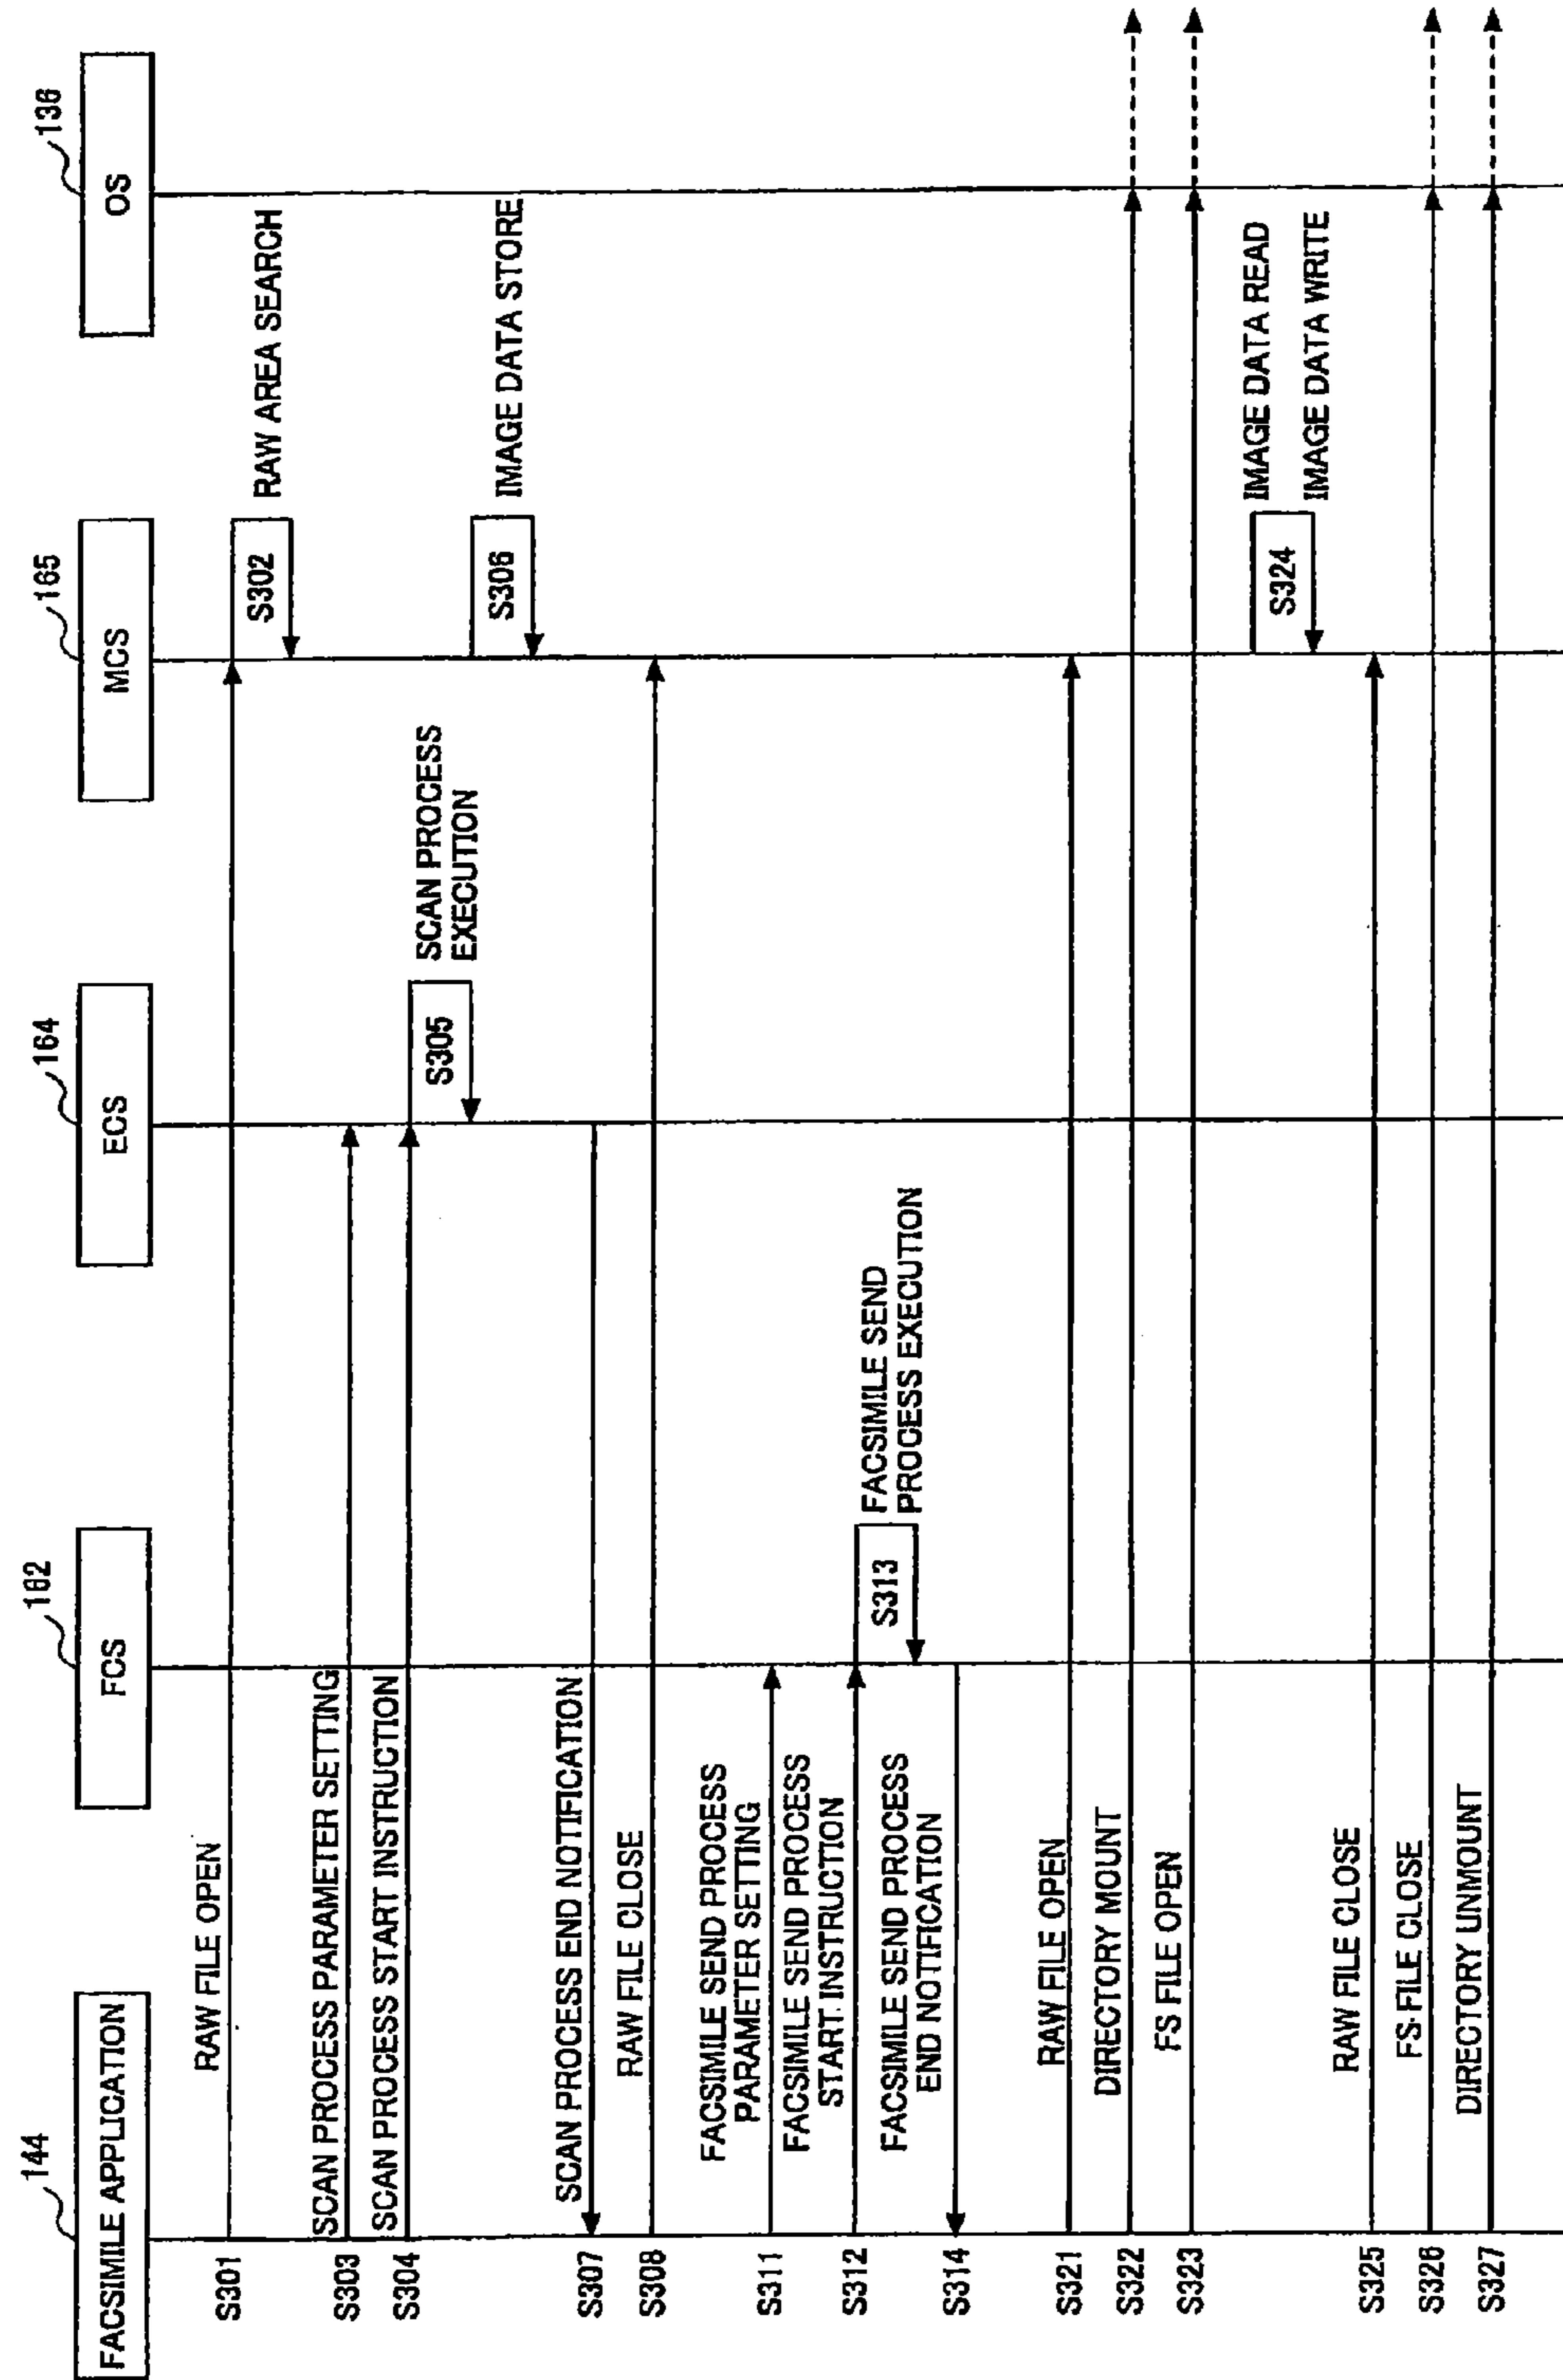 144
FACSIMILE APPLICATION
162
FCS
164
ECS
165
MCS
136
OS
S301
RAW FILE OPEN
S302
RAW AREA SEARCH
S303
SCAN PROCESS PARAMETER SETTING
S304
SCAN PROCESS START INSTRUCTION
S305
SCAN PROCESS
EXECUTION
S306
IMAGE DATA STORE
S307
SCAN PROCESS END NOTIFICATION
S308
RAW FILE CLOSE
S311
FACSIMILE SEND PROCESS
PARAMETER SETTING
S312
FACSIMILE SEND PROCESS
START INSTRUCTION
S313
FACSIMILE SEND
PROCESS EXECUTION
S314
FACSIMILE SEND PROCESS
END NOTIFICATION
S321
RAW FILE OPEN
S322
DIRECTORY MOUNT
S323
FS FILE OPEN
S324
IMAGE DATA READ
IMAGE DATA WRITE
S325
RAW FILE CLOSE
S326
FS FILE CLOSE
S327
DIRECTORY UNMOUNT